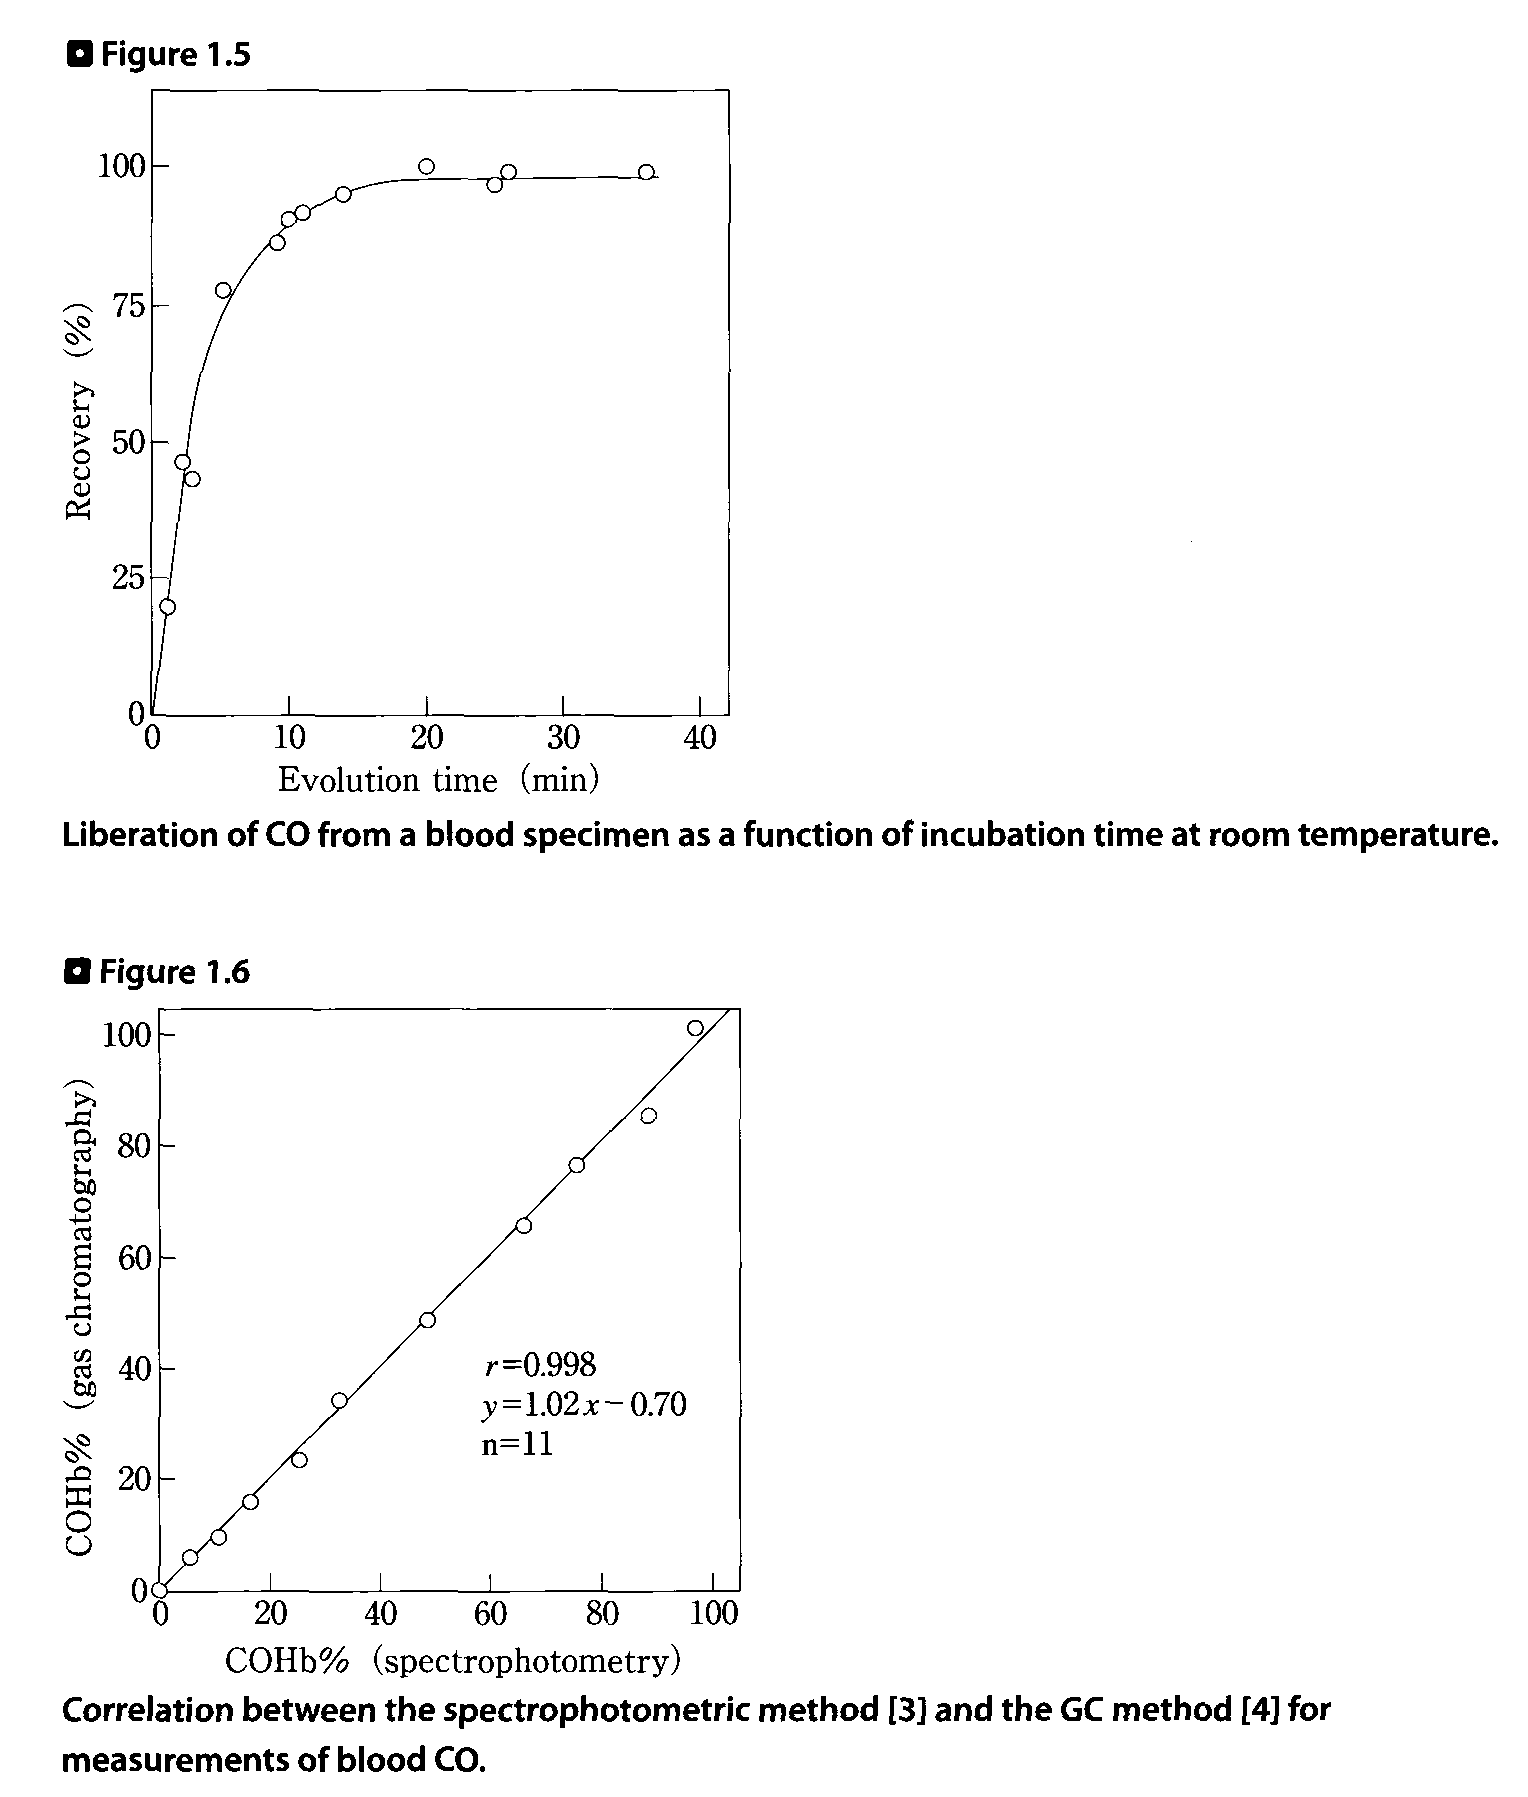 Figure 1.5
100
75
50
25
0
Recovery (%)
0 10 20 30 40
Evolution time (min)
Liberation of CO from a blood specimen as a function of incubation time at room temperature.
Figure 1.6
100
80
60
40
20
0
COHb% (gas chromatography)
r=0.998
y=1.02x−0.70
n=11
0 20 40 60 80 100
COHb% (spectrophotometry)
Correlation between the spectrophotometric method [3] and the GC method [4] for
measurements of blood CO.